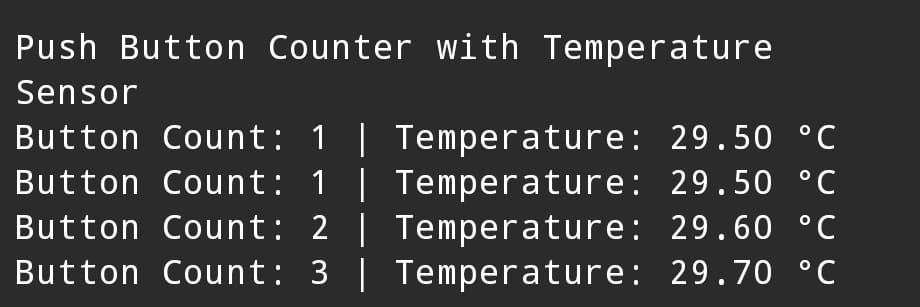 Push Button Counter with Temperature
Sensor
Button Count: 1 | Temperature: 29.50 °C
Button Count: 1 | Temperature: 29.50 °C
Button Count: 2 | Temperature: 29.60 °C
Button Count: 3 | Temperature: 29.70 °C